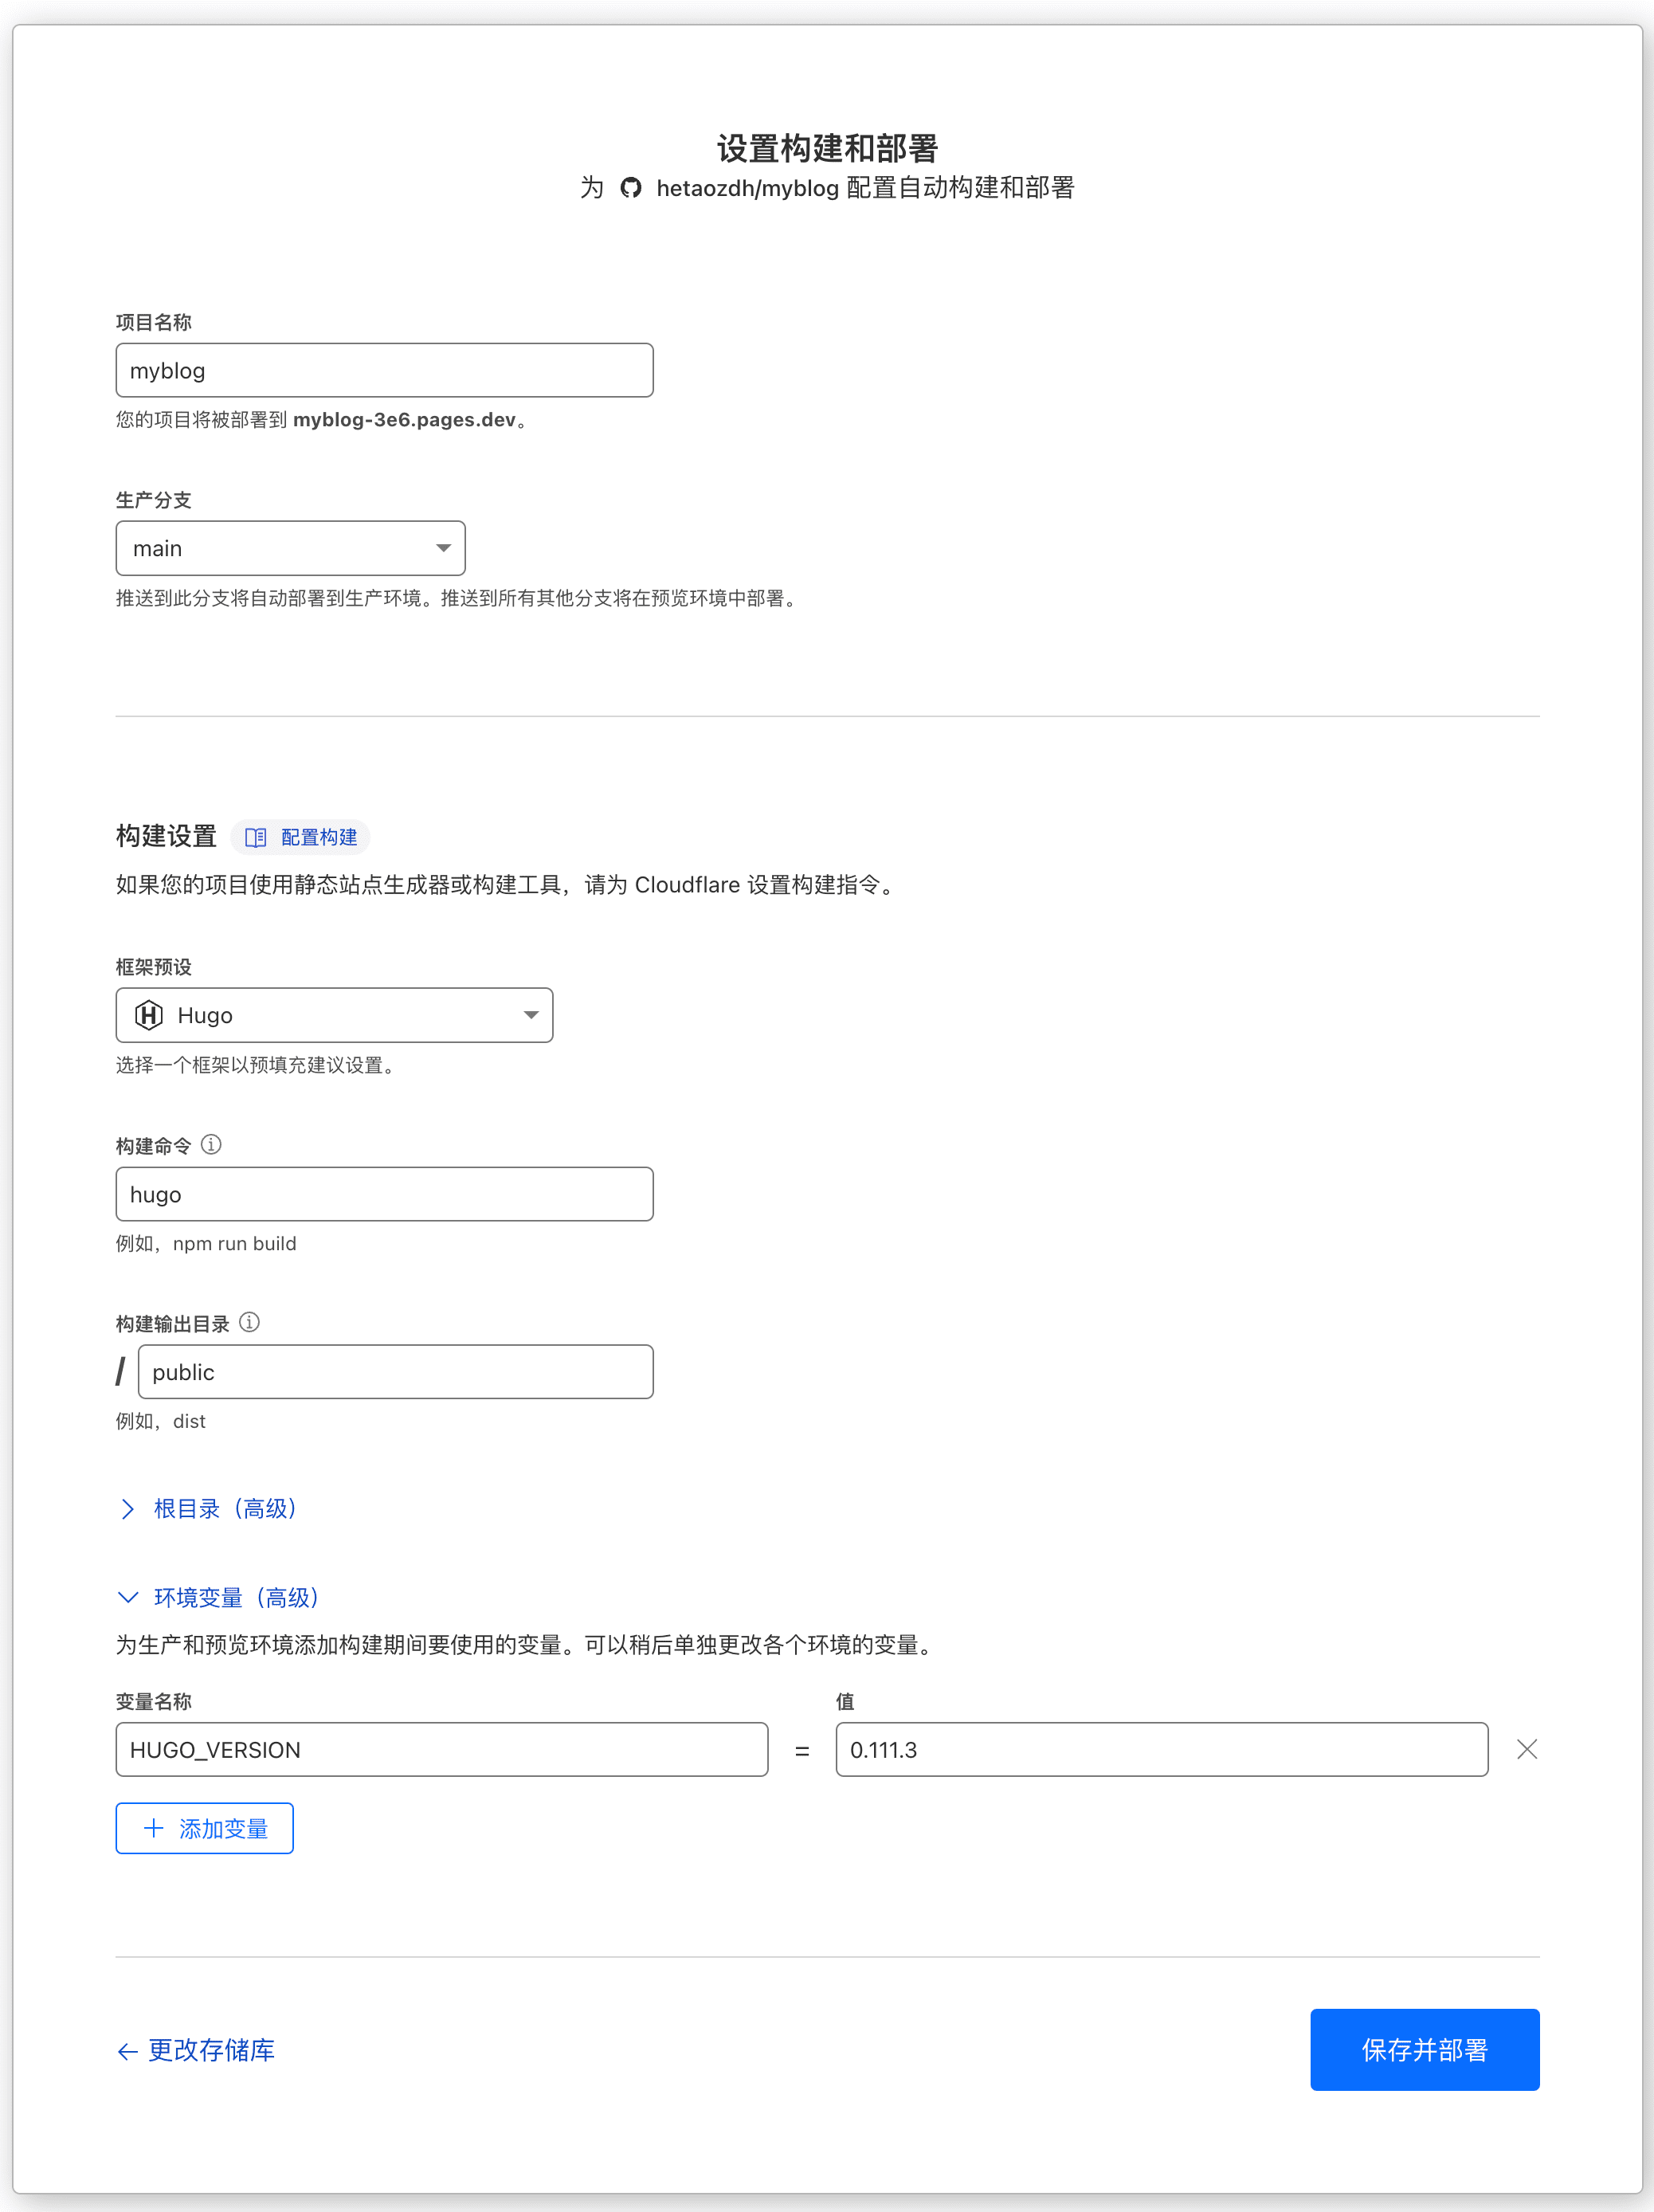 设置构建和部署
为 hetaozdh/myblog 配置自动构建和部署
项目名称
myblog
您的项目将被部署到 myblog-3e6.pages.dev。
生产分支
main
推送到此分支将自动部署到生产环境。推送到所有其他分支将在预览环境中部署。
构建设置 配置构建
如果您的项目使用静态站点生成器或构建工具，请为 Cloudflare 设置构建指令。
框架预设
Hugo
选择一个框架以预填充建议设置。
构建命令
hugo
例如，npm run build
构建输出目录
/ public
例如，dist
根目录（高级）
环境变量（高级）
为生产和预览环境添加构建期间要使用的变量。可以稍后单独更改各个环境的变量。
变量名称 值
HUGO_VERSION = 0.111.3
添加变量
更改存储库 保存并部署